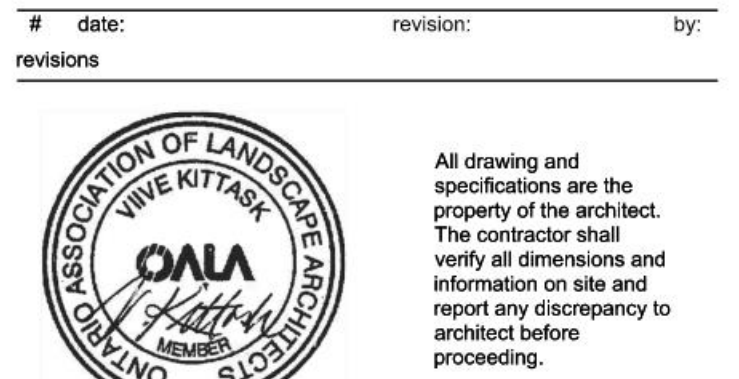 # date: revision: by:
revisions
ONTARIO ASSOCIATION OF LANDSCAPE ARCHITECTS
VIIVE KITTASK
OALA
V. Kittask
MEMBER
All drawing and
specifications are the
property of the architect.
The contractor shall
verify all dimensions and
information on site and
report any discrepancy to
architect before
proceeding.